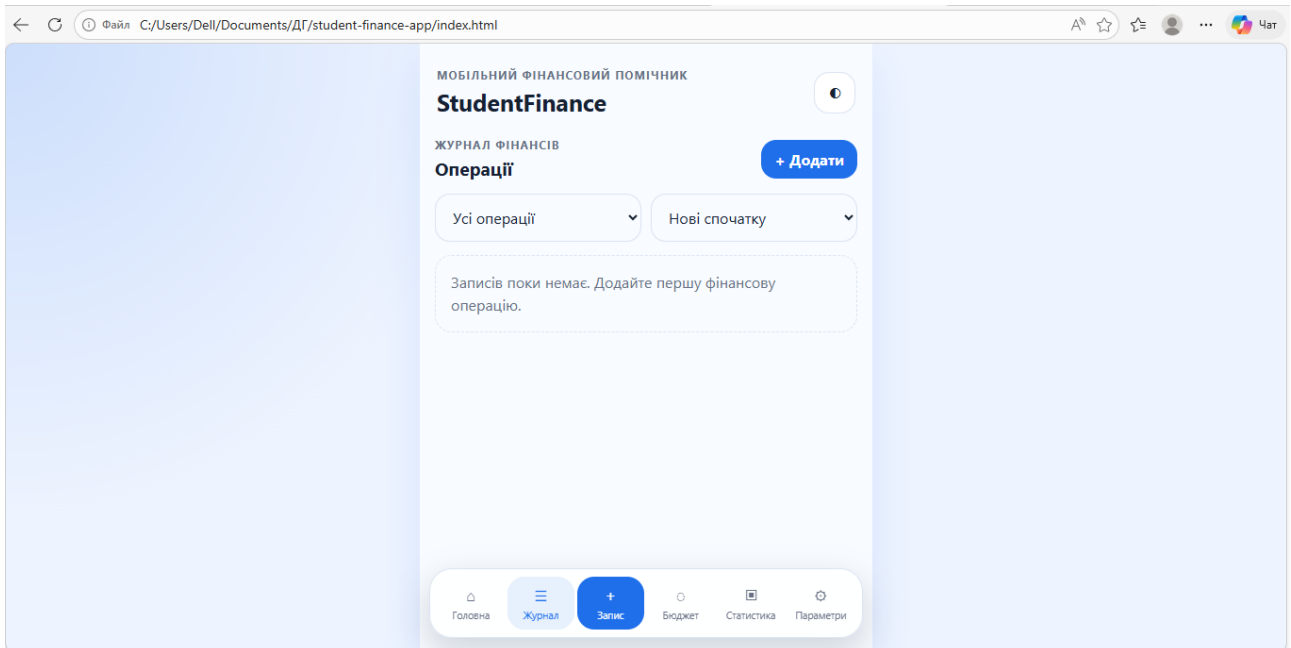 Файл C:/Users/Dell/Documents/ДГ/student-finance-app/index.html
Чат
МОБІЛЬНИЙ ФІНАНСОВИЙ ПОМІЧНИК
StudentFinance
ЖУРНАЛ ФІНАНСІВ
Операції
+ Додати
Усі операції
Нові спочатку
Записів поки немає. Додайте першу фінансову
операцію.
Головна
Журнал
+
Запис
Бюджет
Статистика
Параметри